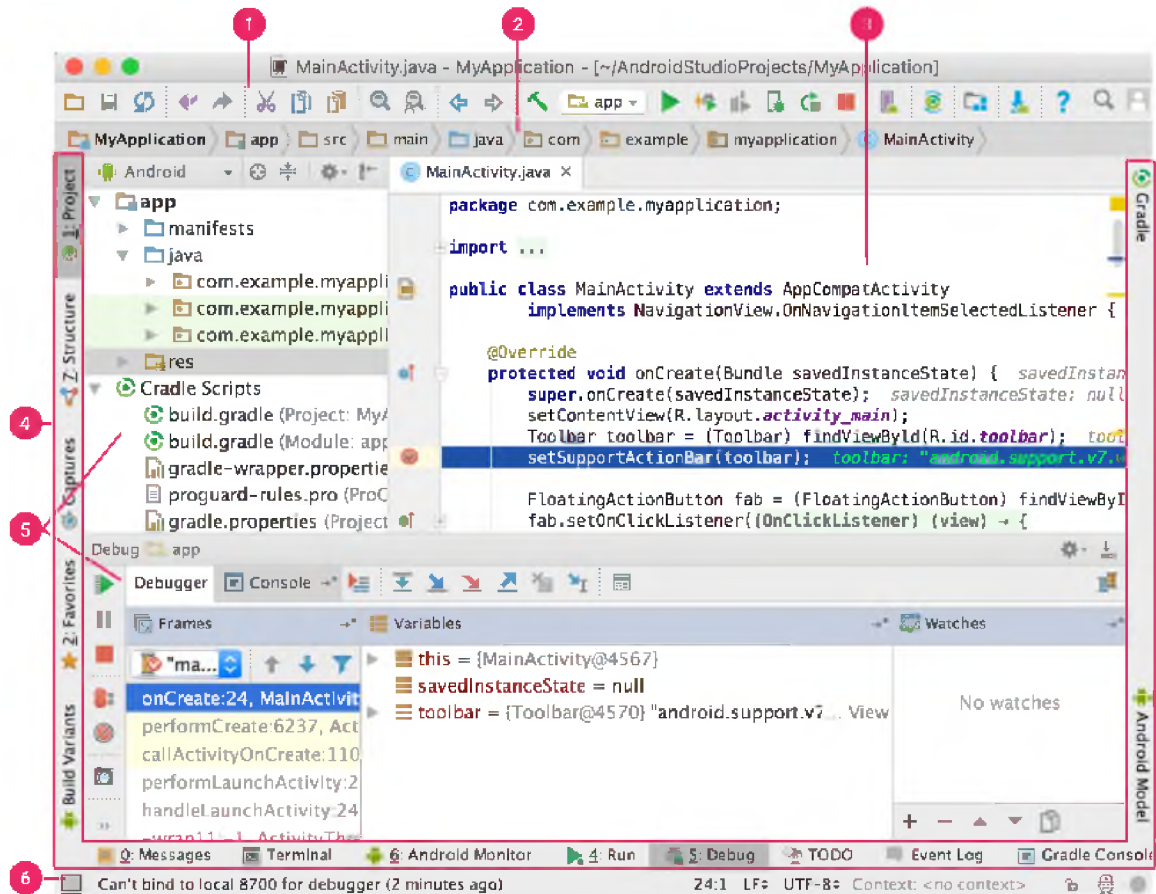 1
2
3
MainActivity.java - MyApplication - [~/AndroidStudioProjects/MyApplication]
app
MyApplication app src main java com example myapplication MainActivity
1: Project
Android
MainActivity.java
Gradle
app
manifests
java
com.example.myappli
com.example.myappli
com.example.myappli
res
Gradle Scripts
build.gradle (Project: MyA
build.gradle (Module: app
gradle-wrapper.propertie
proguard-rules.pro (ProC
gradle.properties (Project
package com.example.myapplication;
import ...
public class MainActivity extends AppCompatActivity
implements NavigationView.OnNavigationItemSelectedListener {
@Override
protected void onCreate(Bundle savedInstanceState) { savedInstan
super.onCreate(savedInstanceState); savedInstanceState: null
setContentView(R.layout.activity_main);
Toolbar toolbar = (Toolbar) findViewById(R.id.toolbar); tool
setSupportActionBar(toolbar); toolbar: "android.support.v7.
FloatingActionButton fab = (FloatingActionButton) findViewByI
fab.setOnClickListener((OnClickListener) (view) → {
Z: Structure
4
Captures
5
2: Favorites
Build Variants
Debug app
Debugger Console
Frames Variables Watches
"ma...
onCreate:24, MainActivit
performCreate:6237, Act
callActivityOnCreate:110
performLaunchActivity:2
handleLaunchActivity:24
-wrap11:-1, ActivityThr
this = {MainActivity@4567}
savedInstanceState = null
toolbar = {Toolbar@4570} "android.support.v7... View
No watches
Android Model
0: Messages Terminal 6: Android Monitor 4: Run 5: Debug TODO Event Log Gradle Console
6
Can't bind to local 8700 for debugger (2 minutes ago) 24:1 LF UTF-8 Context: <no context>